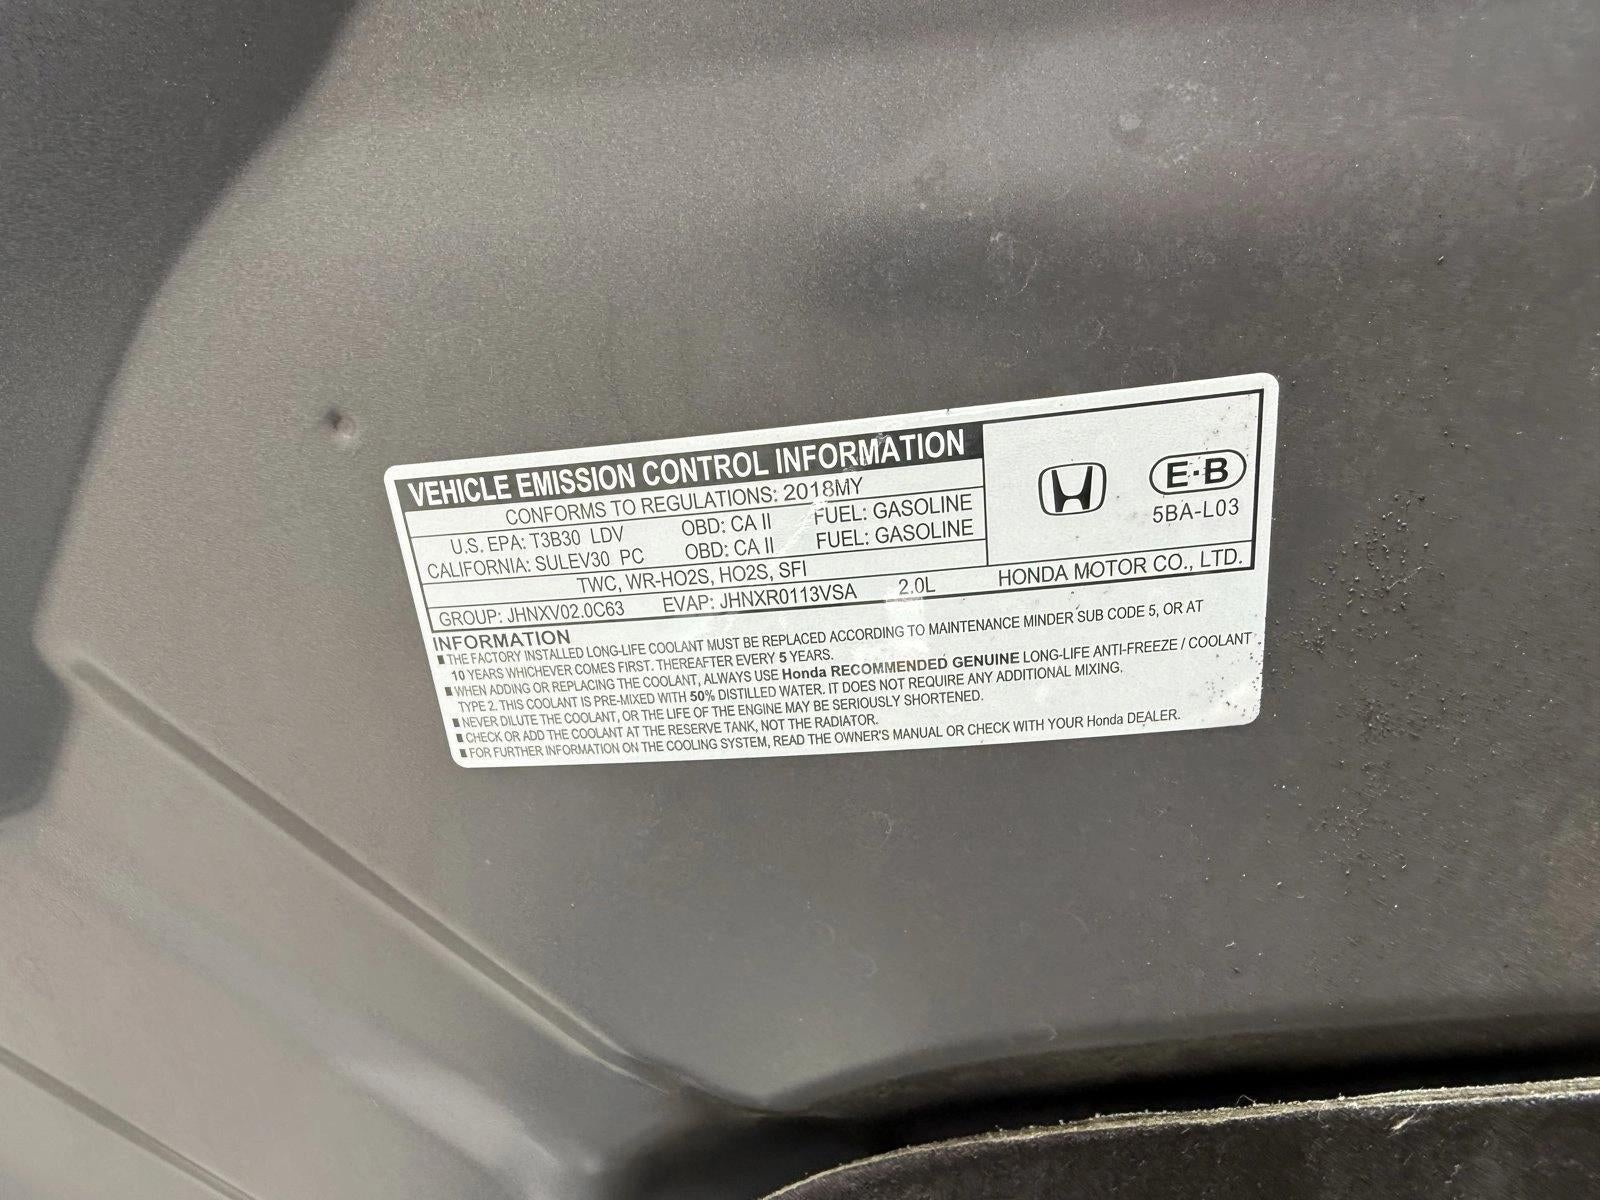 VEHICLE EMISSION CONTROL INFORMATION
CONFORMS TO REGULATIONS: 2018MY
U.S. EPA: T3B30 LDV OBD: CA II FUEL: GASOLINE
CALIFORNIA: SULEV30 PC OBD: CA II FUEL: GASOLINE
TWC, WR-HO2S, HO2S, SFI
GROUP: JHNXV02.0C63 EVAP: JHNXR0113VSA 2.0L
E·B
5BA-L03
HONDA MOTOR CO., LTD.
INFORMATION
■ THE FACTORY INSTALLED LONG-LIFE COOLANT MUST BE REPLACED ACCORDING TO MAINTENANCE MINDER SUB CODE 5, OR AT
10 YEARS WHICHEVER COMES FIRST. THEREAFTER EVERY 5 YEARS.
■ WHEN ADDING OR REPLACING THE COOLANT, ALWAYS USE Honda RECOMMENDED GENUINE LONG-LIFE ANTI-FREEZE / COOLANT
TYPE 2. THIS COOLANT IS PRE-MIXED WITH 50% DISTILLED WATER. IT DOES NOT REQUIRE ANY ADDITIONAL MIXING.
■ NEVER DILUTE THE COOLANT, OR THE LIFE OF THE ENGINE MAY BE SERIOUSLY SHORTENED.
■ CHECK OR ADD THE COOLANT AT THE RESERVE TANK, NOT THE RADIATOR.
■ FOR FURTHER INFORMATION ON THE COOLING SYSTEM, READ THE OWNER'S MANUAL OR CHECK WITH YOUR Honda DEALER.